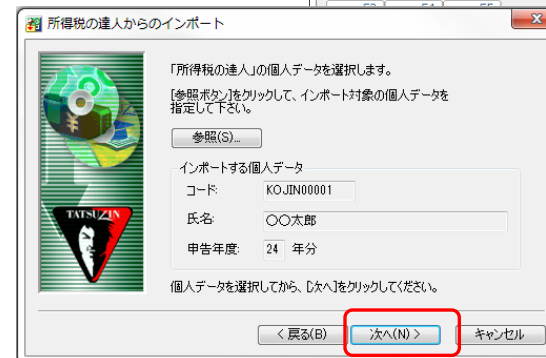 所得税の達人からのインポート
「所得税の達人」の個人データを選択します。
[参照ボタン]をクリックして、インポート対象の個人データを
指定して下さい。
参照(S)...
インポートする個人データ
コード: KOJIN00001
氏名: 〇〇太郎
申告年度: 24 年分
TATSUZIN
個人データを選択してから、[次へ]をクリックしてください。
< 戻る(B) 次へ(N) > キャンセル